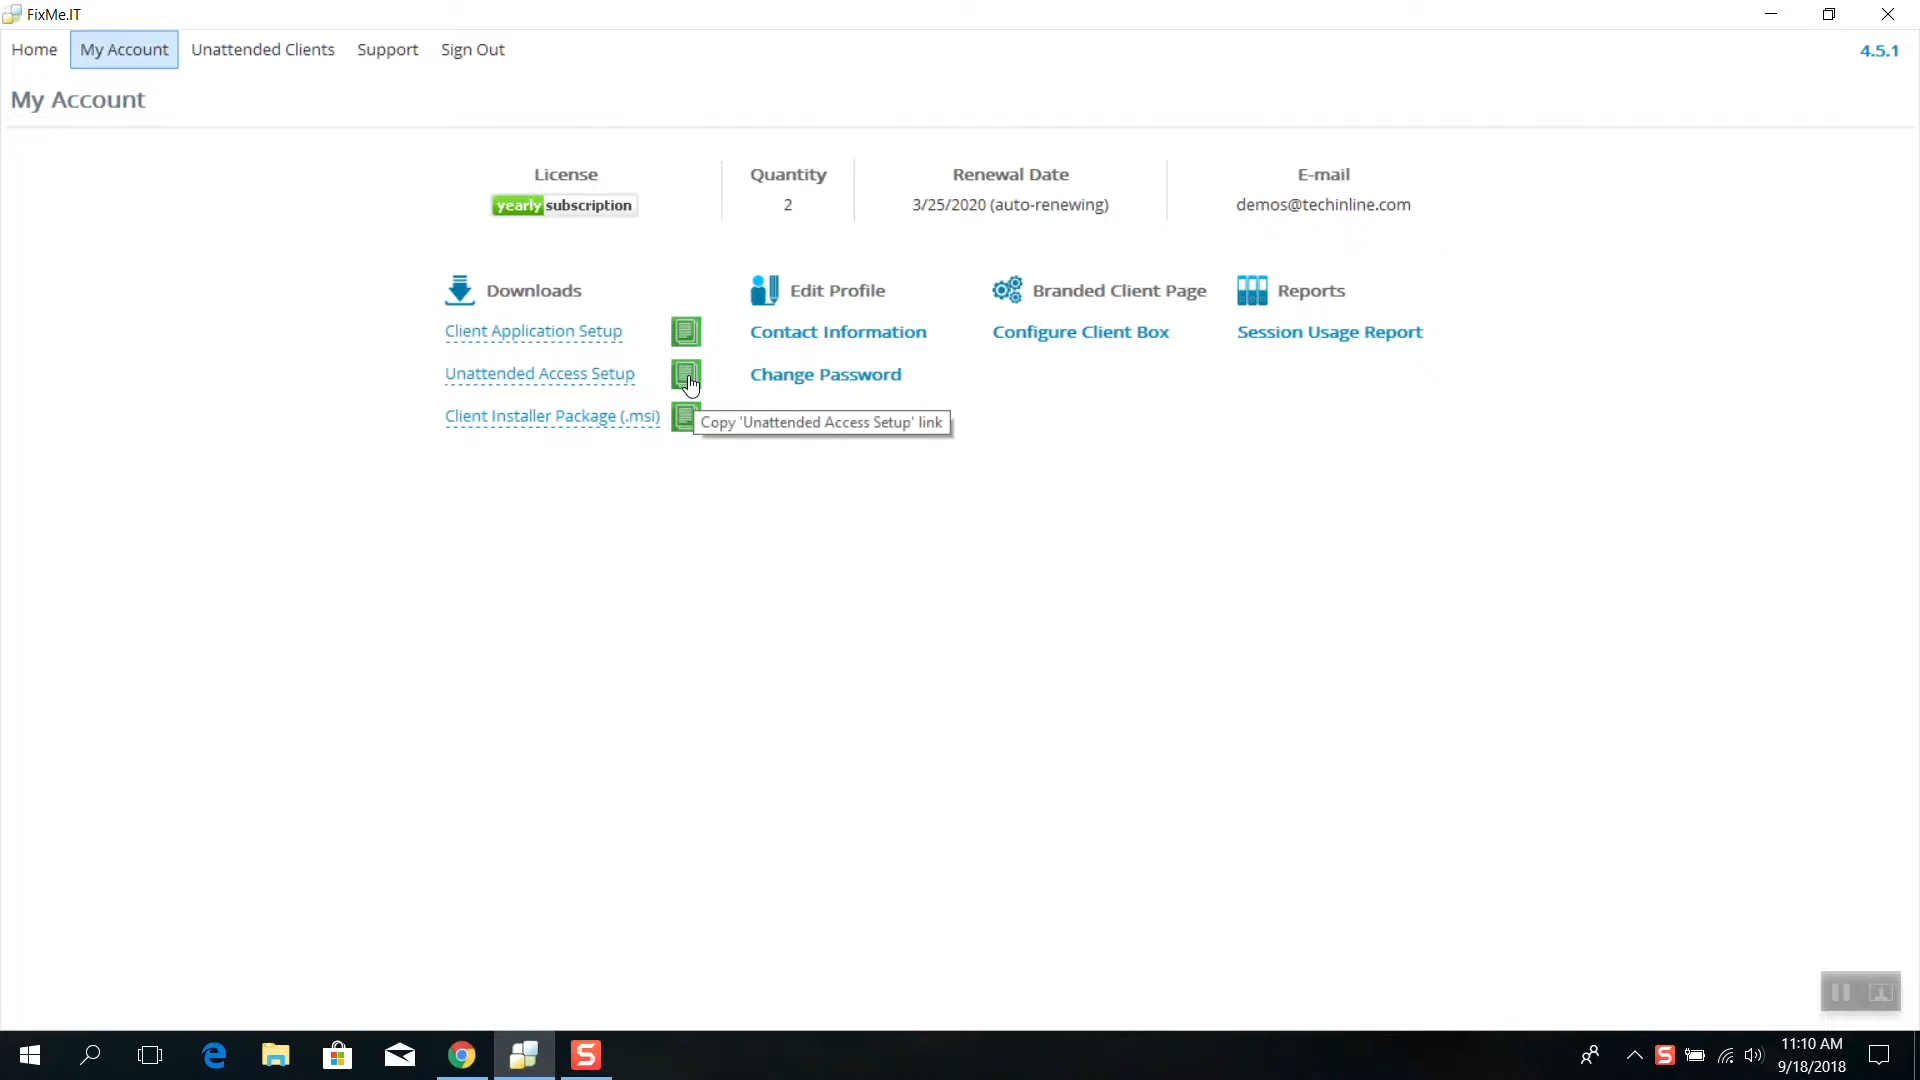 FixMe.IT
Home My Account Unattended Clients Support Sign Out 4.5.1
My Account
License Quantity Renewal Date E-mail
yearly subscription 2 3/25/2020 (auto-renewing) demos@techinline.com
Downloads Edit Profile Branded Client Page Reports
Client Application Setup Contact Information Configure Client Box Session Usage Report
Unattended Access Setup Change Password
Client Installer Package (.msi) Copy 'Unattended Access Setup' link
11:10 AM
9/18/2018